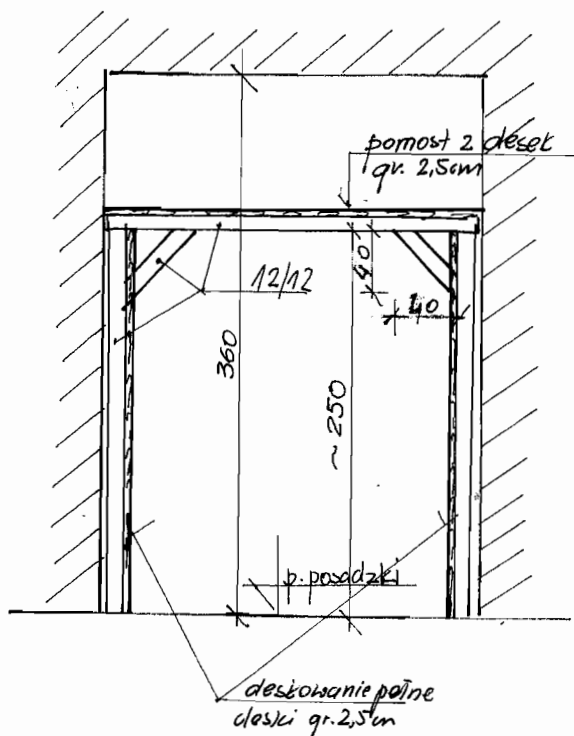 pomost z desek
gr. 2,5cm
12/12
40
40
360
~250
p. posadzki
deskowanie pełne
deski gr. 2,5cm